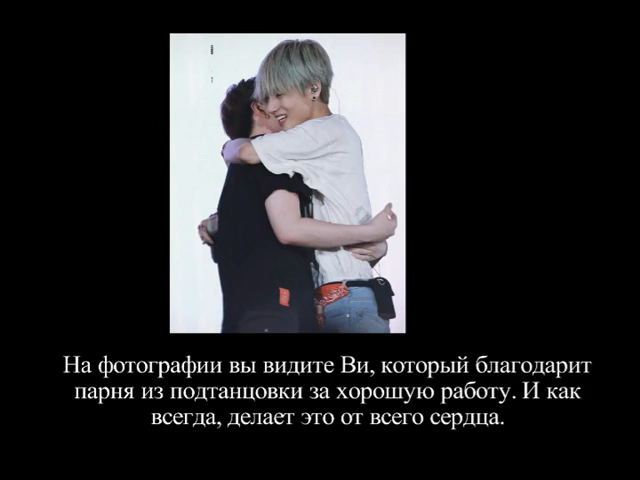 На фотографии вы видите Ви, который благодарит
парня из подтанцовки за хорошую работу. И как
всегда, делает это от всего сердца.